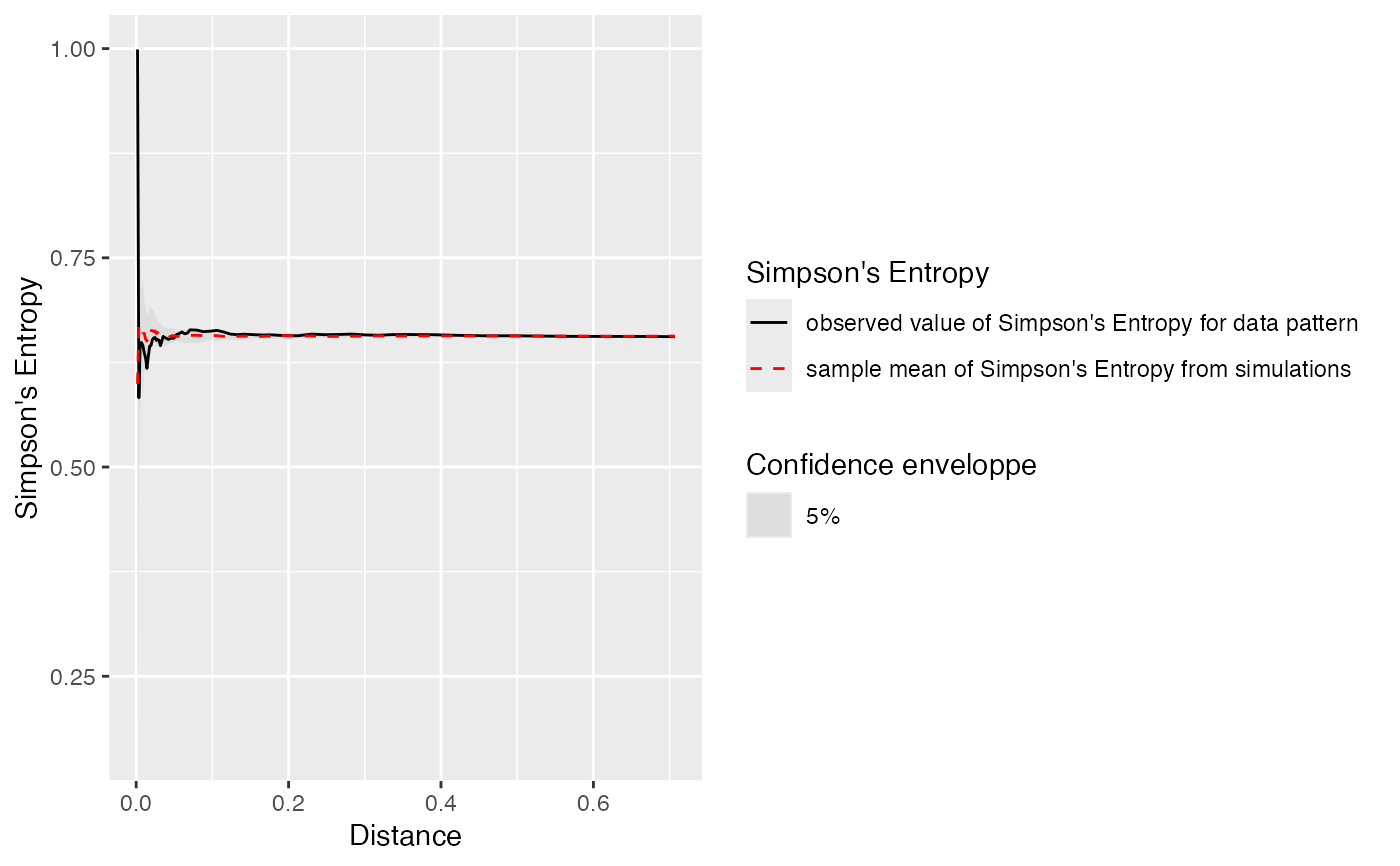 1.00
0.75
0.50
0.25
Simpson's Entropy
0.0
0.2
0.4
0.6
Distance
Simpson's Entropy
observed value of Simpson's Entropy for data pattern
sample mean of Simpson's Entropy from simulations
Confidence enveloppe
5%